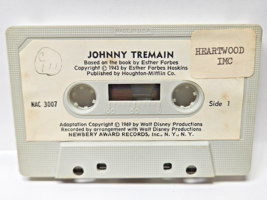 JOHNNY TREMAIN
Based on the book by Esther Forbes
Copyright © 1943 by Esther Forbes Hoskins
Published by Houghton-Mifflin Co.
HEARTWOOD
IMC
MAC 3007
Side 1
Adaptation Copyright © 1969 by Walt Disney Productions
Recorded by arrangement with Walt Disney Productions
NEWBERY AWARD RECORDS, Inc., N.Y., N.Y.